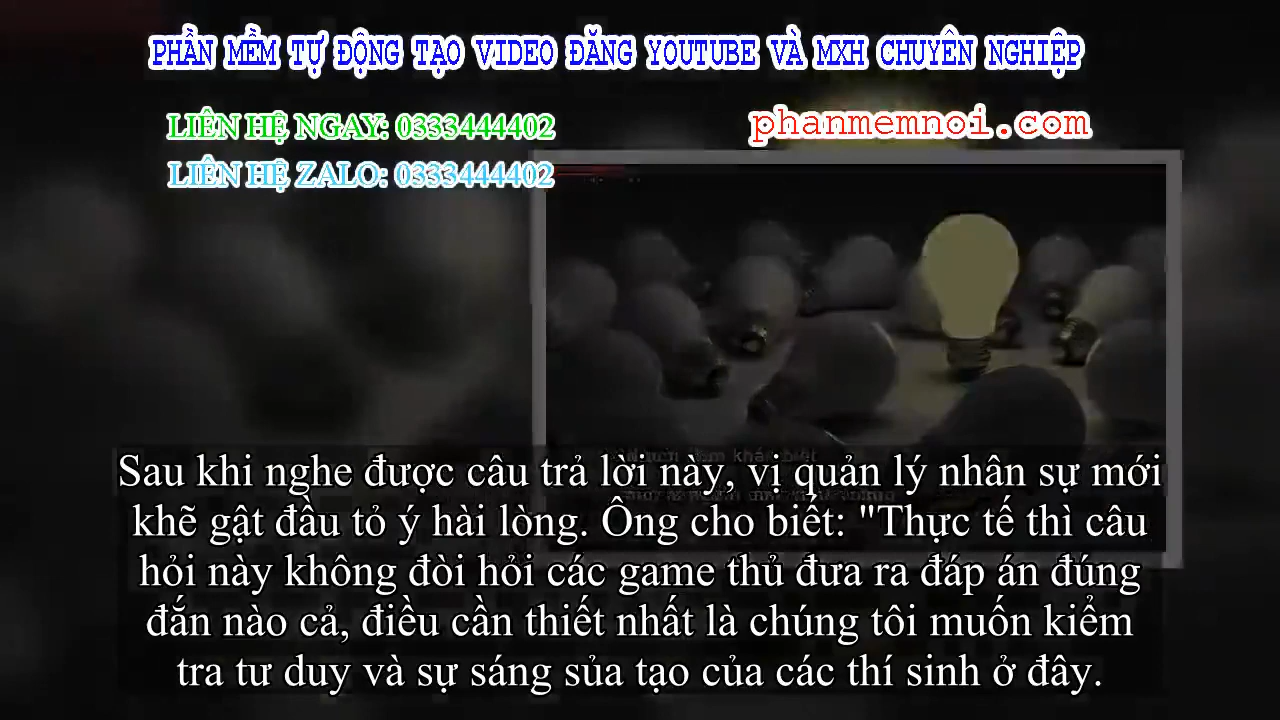 PHẦN MỀM TỰ ĐỘNG TẠO VIDEO ĐĂNG YOUTUBE VÀ MXH CHUYÊN NGHIỆP
LIÊN HỆ NGAY: 0333444402
phanmemnoi.com
LIÊN HỆ ZALO: 0333444402
Sau khi nghe được câu trả lời này, vị quản lý nhân sự mới
khẽ gật đầu tỏ ý hài lòng. Ông cho biết: "Thực tế thì câu
hỏi này không đòi hỏi các game thủ đưa ra đáp án đúng
đắn nào cả, điều cần thiết nhất là chúng tôi muốn kiểm
tra tư duy và sự sáng sủa tạo của các thí sinh ở đây.